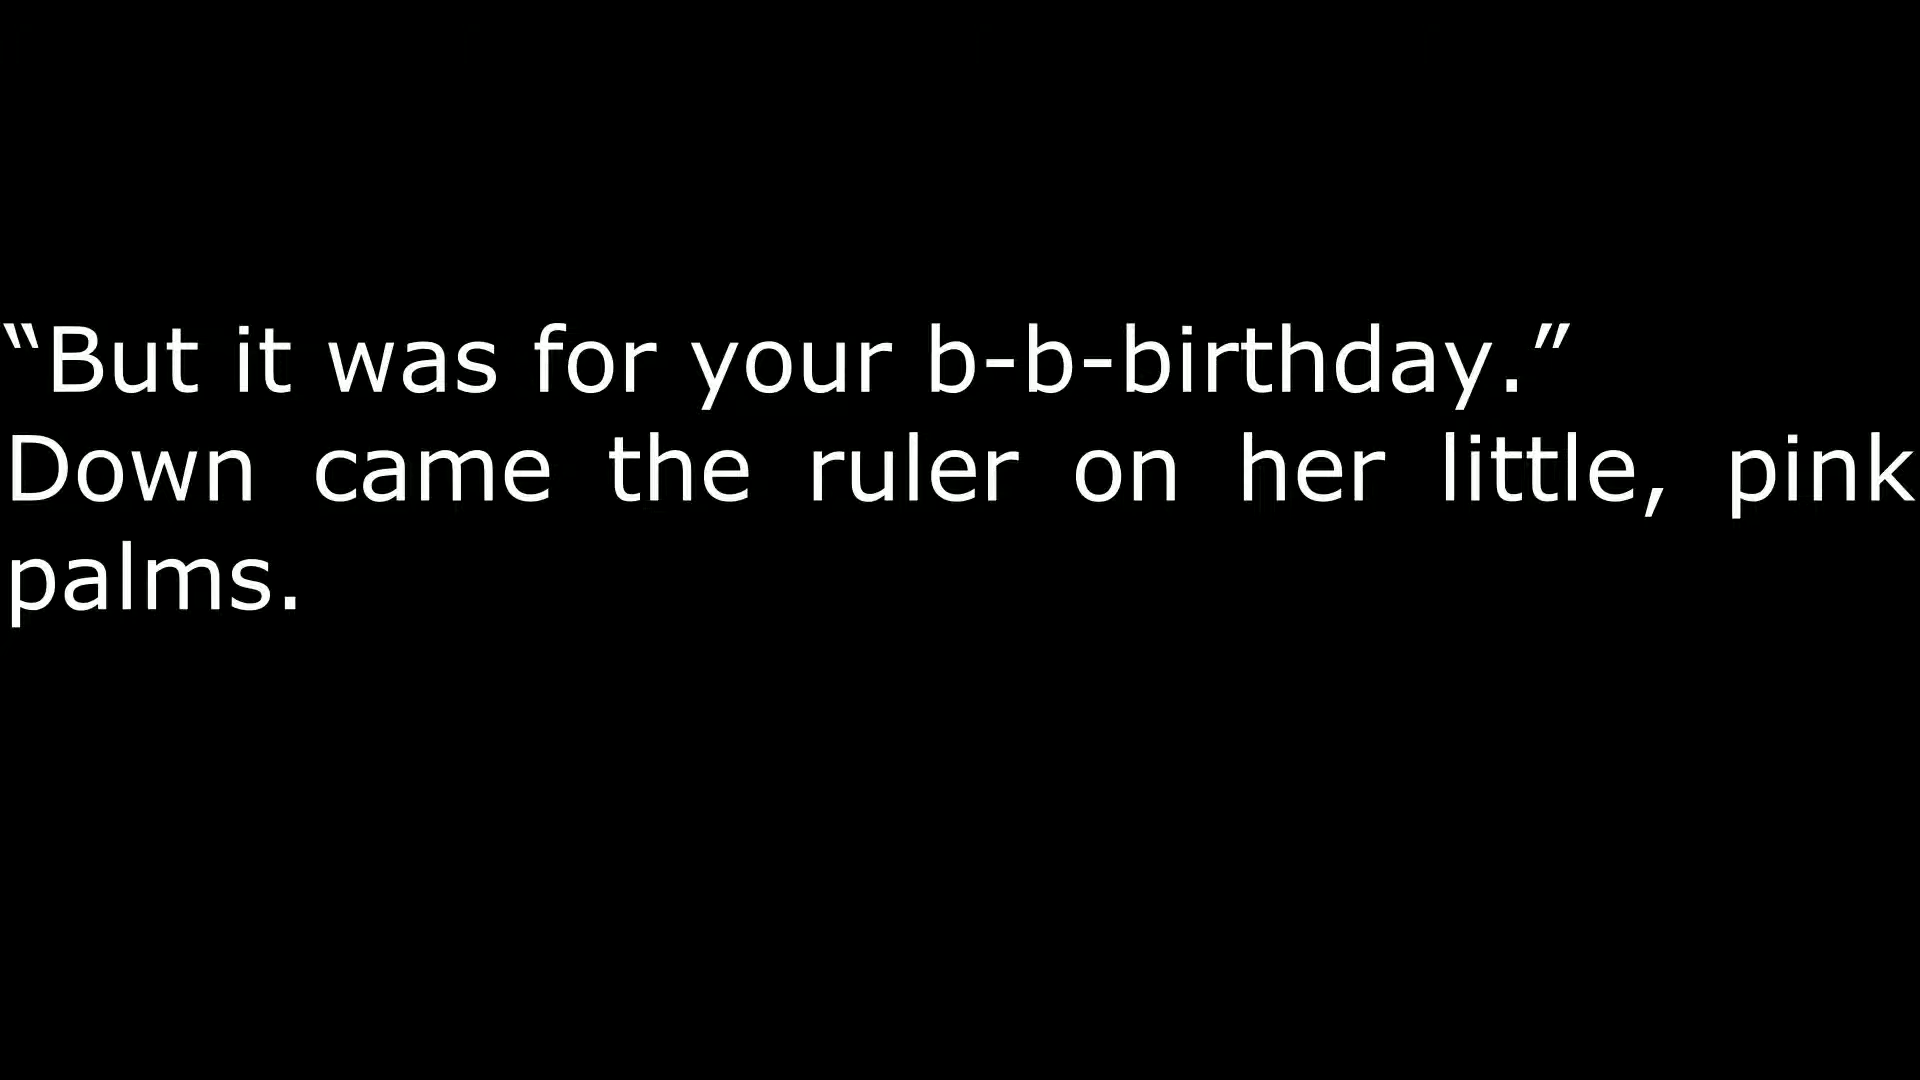 “But it was for your b-b-birthday.”
Down came the ruler on her little, pink
palms.